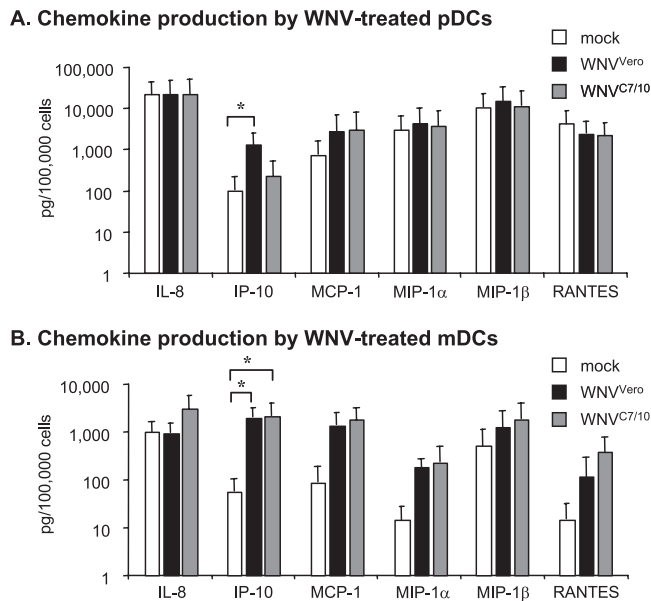 A. Chemokine production by WNV-treated pDCs
mock
WNVVero
WNVC7/10
100,000
10,000
1,000
100
10
1
pg/100,000 cells
*
IL-8 IP-10 MCP-1 MIP-1α MIP-1β RANTES
B. Chemokine production by WNV-treated mDCs
mock
WNVVero
WNVC7/10
10,000
1,000
100
10
1
pg/100,000 cells
*
*
IL-8 IP-10 MCP-1 MIP-1α MIP-1β RANTES